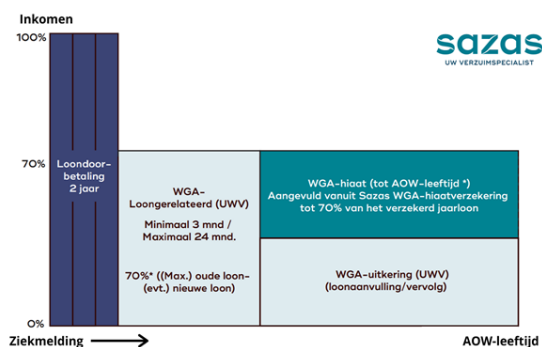 Inkomen
100%
sazas
UW VERZUIMSPECIALIST
70%
Loondoor-
betaling
2 jaar
WGA-
Loongerelateerd (UWV)
Minimaal 3 mnd /
Maximaal 24 mnd.
70%* ((Max.) oude loon-
(evt.) nieuwe loon)
WGA-hiaat (tot AOW-leeftijd *)
Aangevuld vanuit Sazas WGA-hiaatverzekering
tot 70% van het verzekerd jaarloon
WGA-uitkering (UWV)
(loonaanvulling/vervolg)
0%
Ziekmelding
AOW-leeftijd